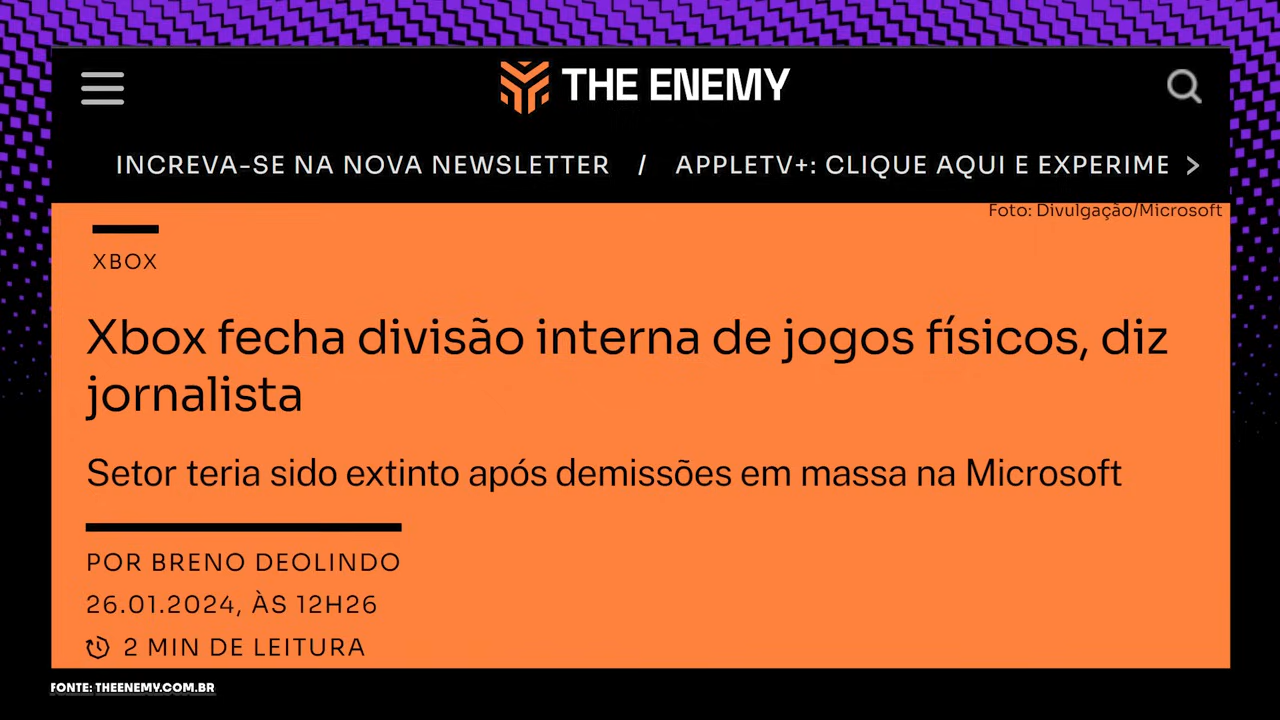 THE ENEMY
INCREVA-SE NA NOVA NEWSLETTER / APPLETV+: CLIQUE AQUI E EXPERIME >
Foto: Divulgação/Microsoft
XBOX
Xbox fecha divisão interna de jogos físicos, diz
jornalista
Setor teria sido extinto após demissões em massa na Microsoft
POR BRENO DEOLINDO
26.01.2024, ÀS 12H26
2 MIN DE LEITURA
FONTE: THEENEMY.COM.BR